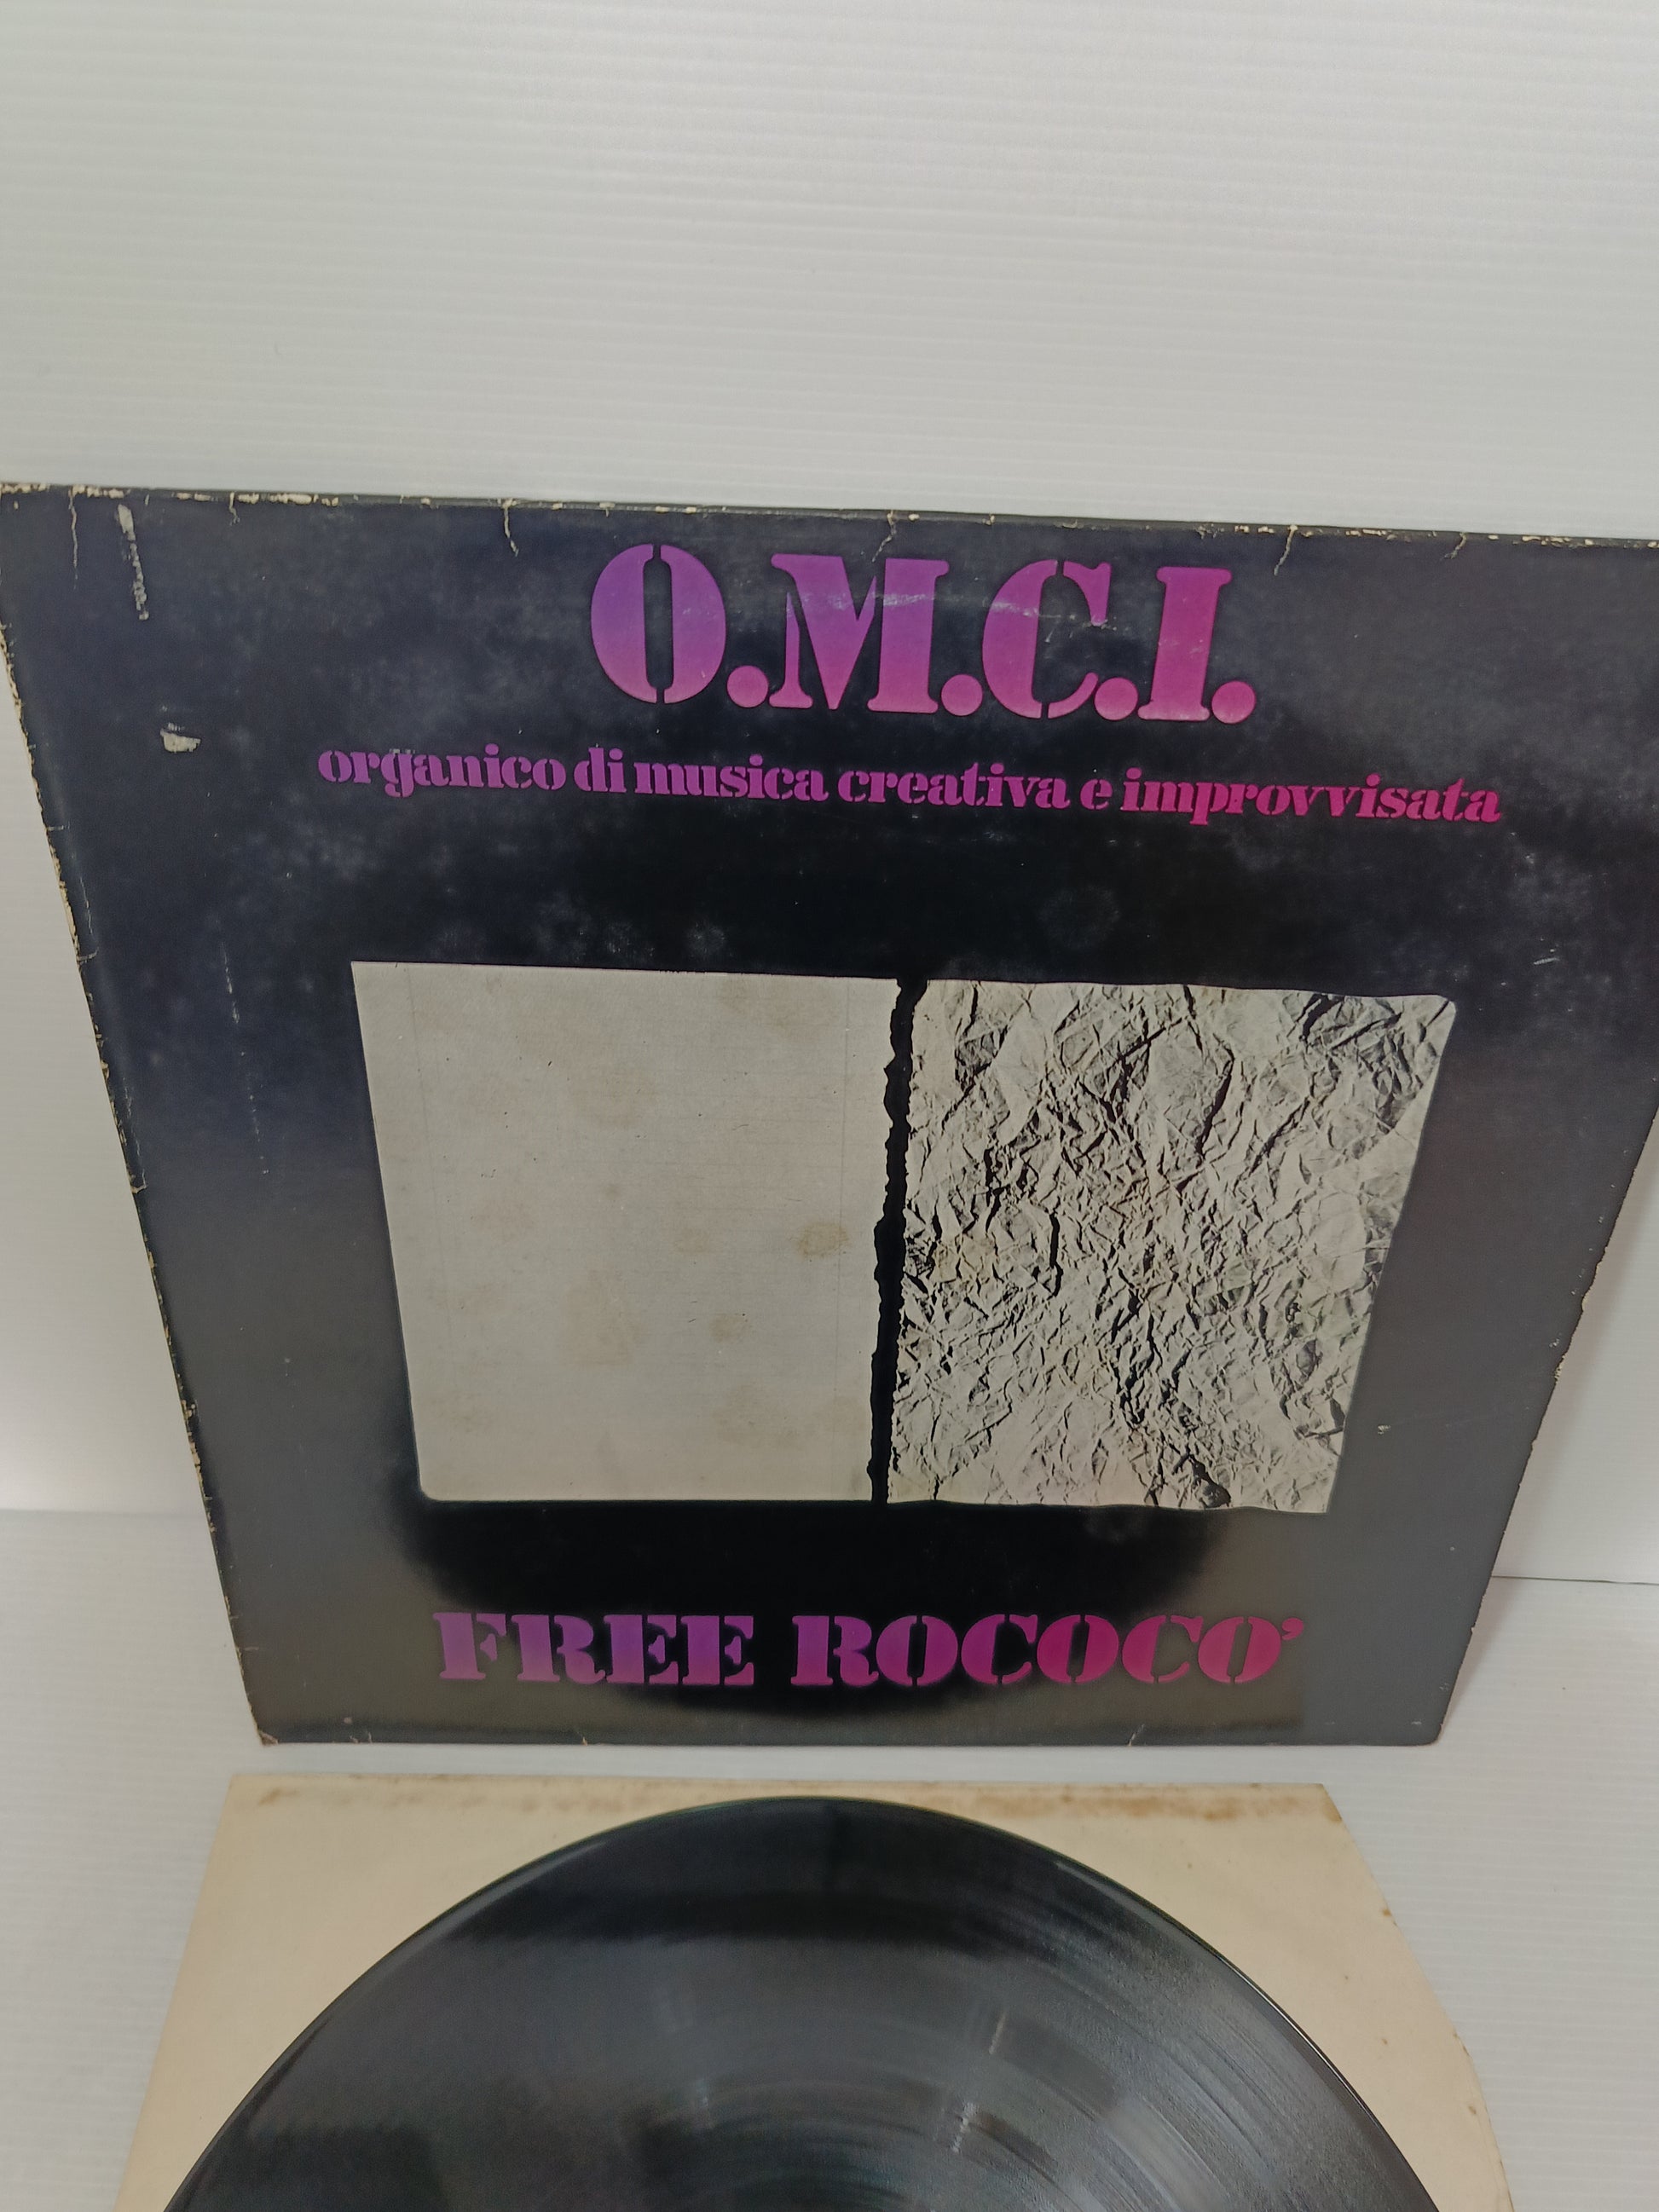 O.M.C.I.
organico di musica creativa e improvvisata
FREE ROCOCO'